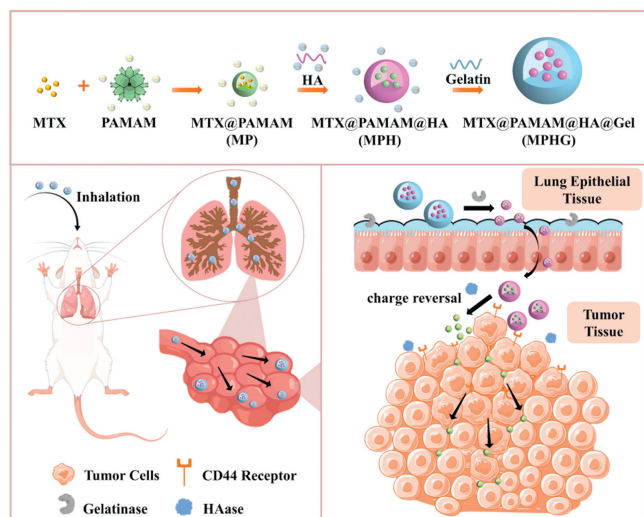 HA
Gelatin
MTX
+
PAMAM
MTX@PAMAM
(MP)
MTX@PAMAM@HA
(MPH)
MTX@PAMAM@HA@Gel
(MPHG)
Inhalation
Lung Epithelial
Tissue
charge reversal
Tumor
Tissue
Tumor Cells
CD44 Receptor
Gelatinase
HAase